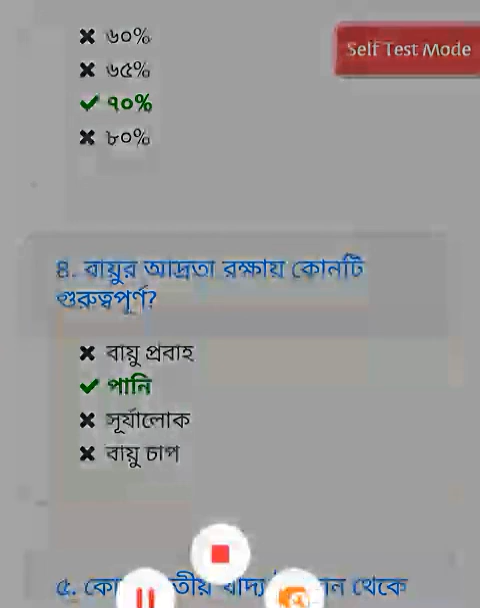 ✖ ৬০%
Self Test Mode
✖ ৬৫%
✔ ৭০%
✖ ৮০%
৪. বায়ুর আদ্রতা রক্ষায় কোনটি
গুরুত্বপূর্ণ?
✖ বায়ু প্রবাহ
✔ পানি
✖ সূর্যালোক
✖ বায়ু চাপ
৫. থেকে